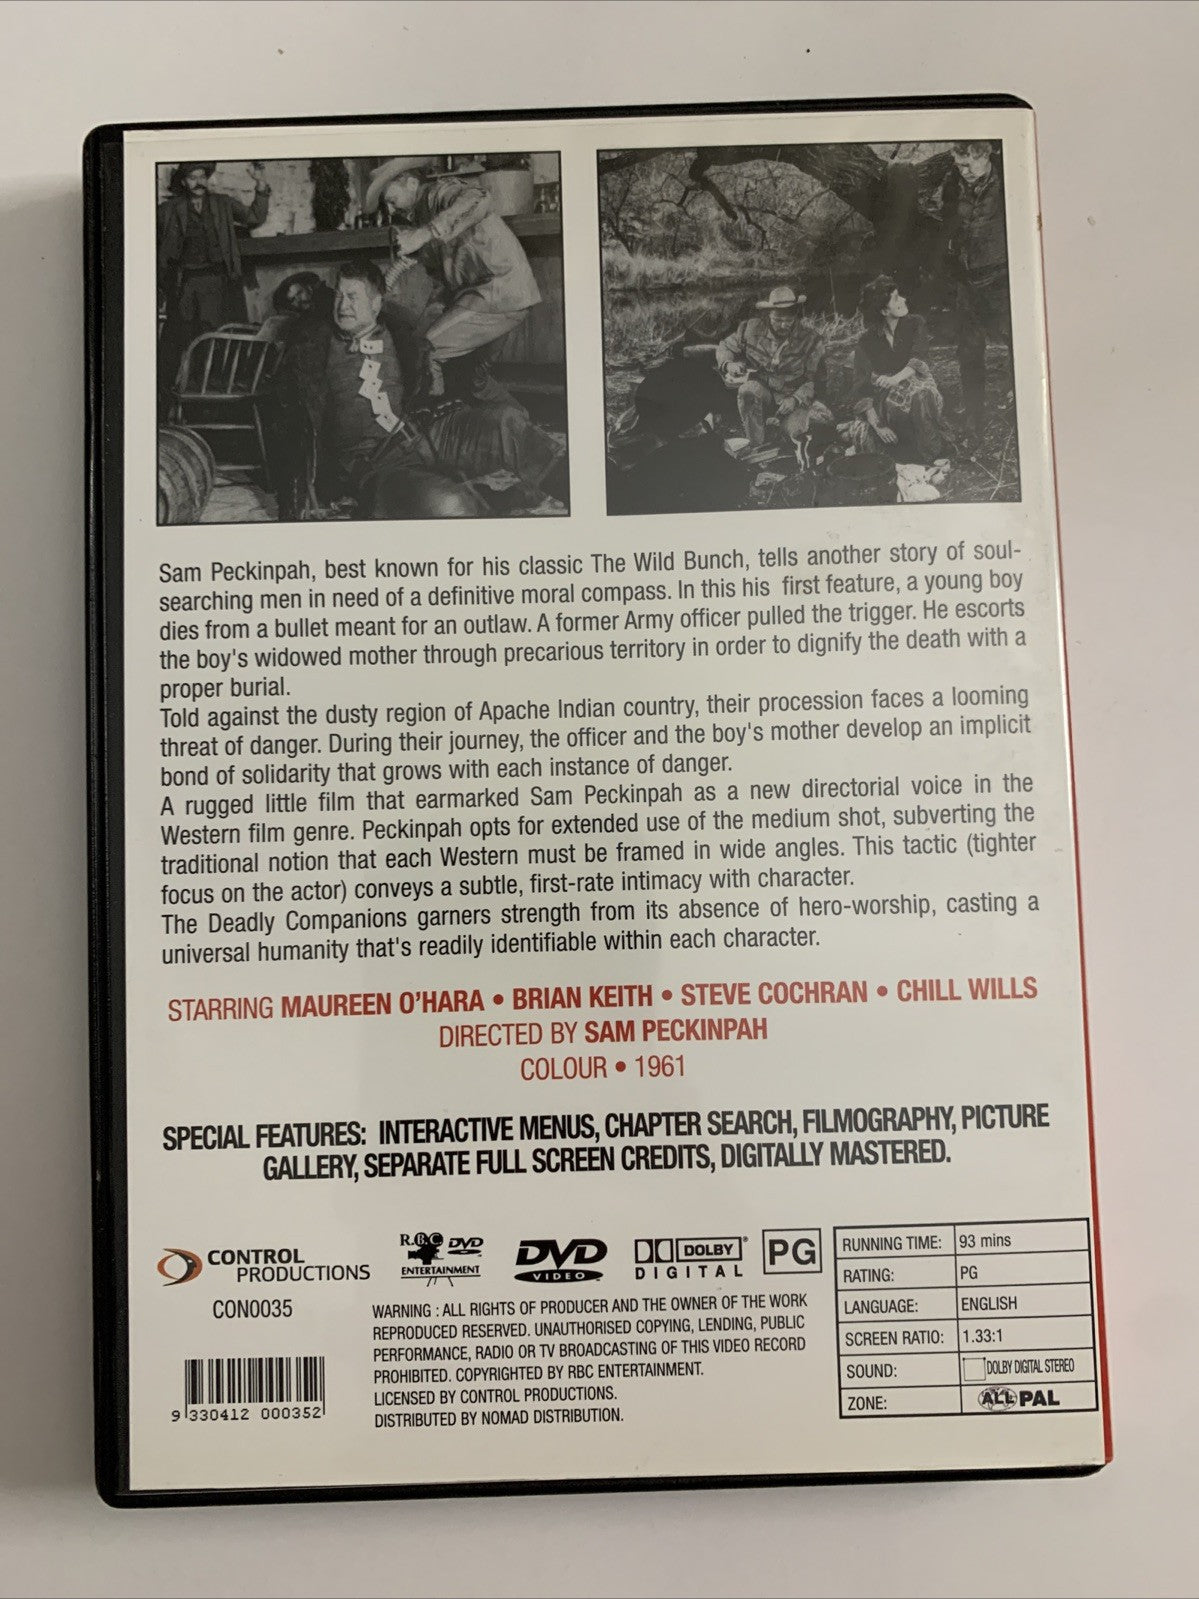 Sam Peckinpah, best known for his classic The Wild Bunch, tells another story of soul-
searching men in need of a definitive moral compass. In this his first feature, a young boy
dies from a bullet meant for an outlaw. A former Army officer pulled the trigger. He escorts
the boy's widowed mother through precarious territory in order to dignify the death with a
proper burial.
Told against the dusty region of Apache Indian country, their procession faces a looming
threat of danger. During their journey, the officer and the boy's mother develop an implicit
bond of solidarity that grows with each instance of danger.
A rugged little film that earmarked Sam Peckinpah as a new directorial voice in the
Western film genre. Peckinpah opts for extended use of the medium shot, subverting the
traditional notion that each Western must be framed in wide angles. This tactic (tighter
focus on the actor) conveys a subtle, first-rate intimacy with character.
The Deadly Companions garners strength from its absence of hero-worship, casting a
universal humanity that's readily identifiable within each character.
STARRING MAUREEN O'HARA • BRIAN KEITH • STEVE COCHRAN • CHILL WILLS
DIRECTED BY SAM PECKINPAH
COLOUR • 1961
SPECIAL FEATURES: INTERACTIVE MENUS, CHAPTER SEARCH, FILMOGRAPHY, PICTURE
GALLERY, SEPARATE FULL SCREEN CREDITS, DIGITALLY MASTERED.
CONTROL
PRODUCTIONS
CON0035
9 330412 000352
R.B.C DVD
ENTERTAINMENT
DVD
VIDEO
DOLBY
DIGITAL
PG
WARNING : ALL RIGHTS OF PRODUCER AND THE OWNER OF THE WORK
REPRODUCED RESERVED. UNAUTHORISED COPYING, LENDING, PUBLIC
PERFORMANCE, RADIO OR TV BROADCASTING OF THIS VIDEO RECORD
PROHIBITED. COPYRIGHTED BY RBC ENTERTAINMENT.
LICENSED BY CONTROL PRODUCTIONS.
DISTRIBUTED BY NOMAD DISTRIBUTION.
RUNNING TIME: 93 mins
RATING: PG
LANGUAGE: ENGLISH
SCREEN RATIO: 1.33:1
SOUND: DOLBY DIGITAL STEREO
ZONE: ALL PAL